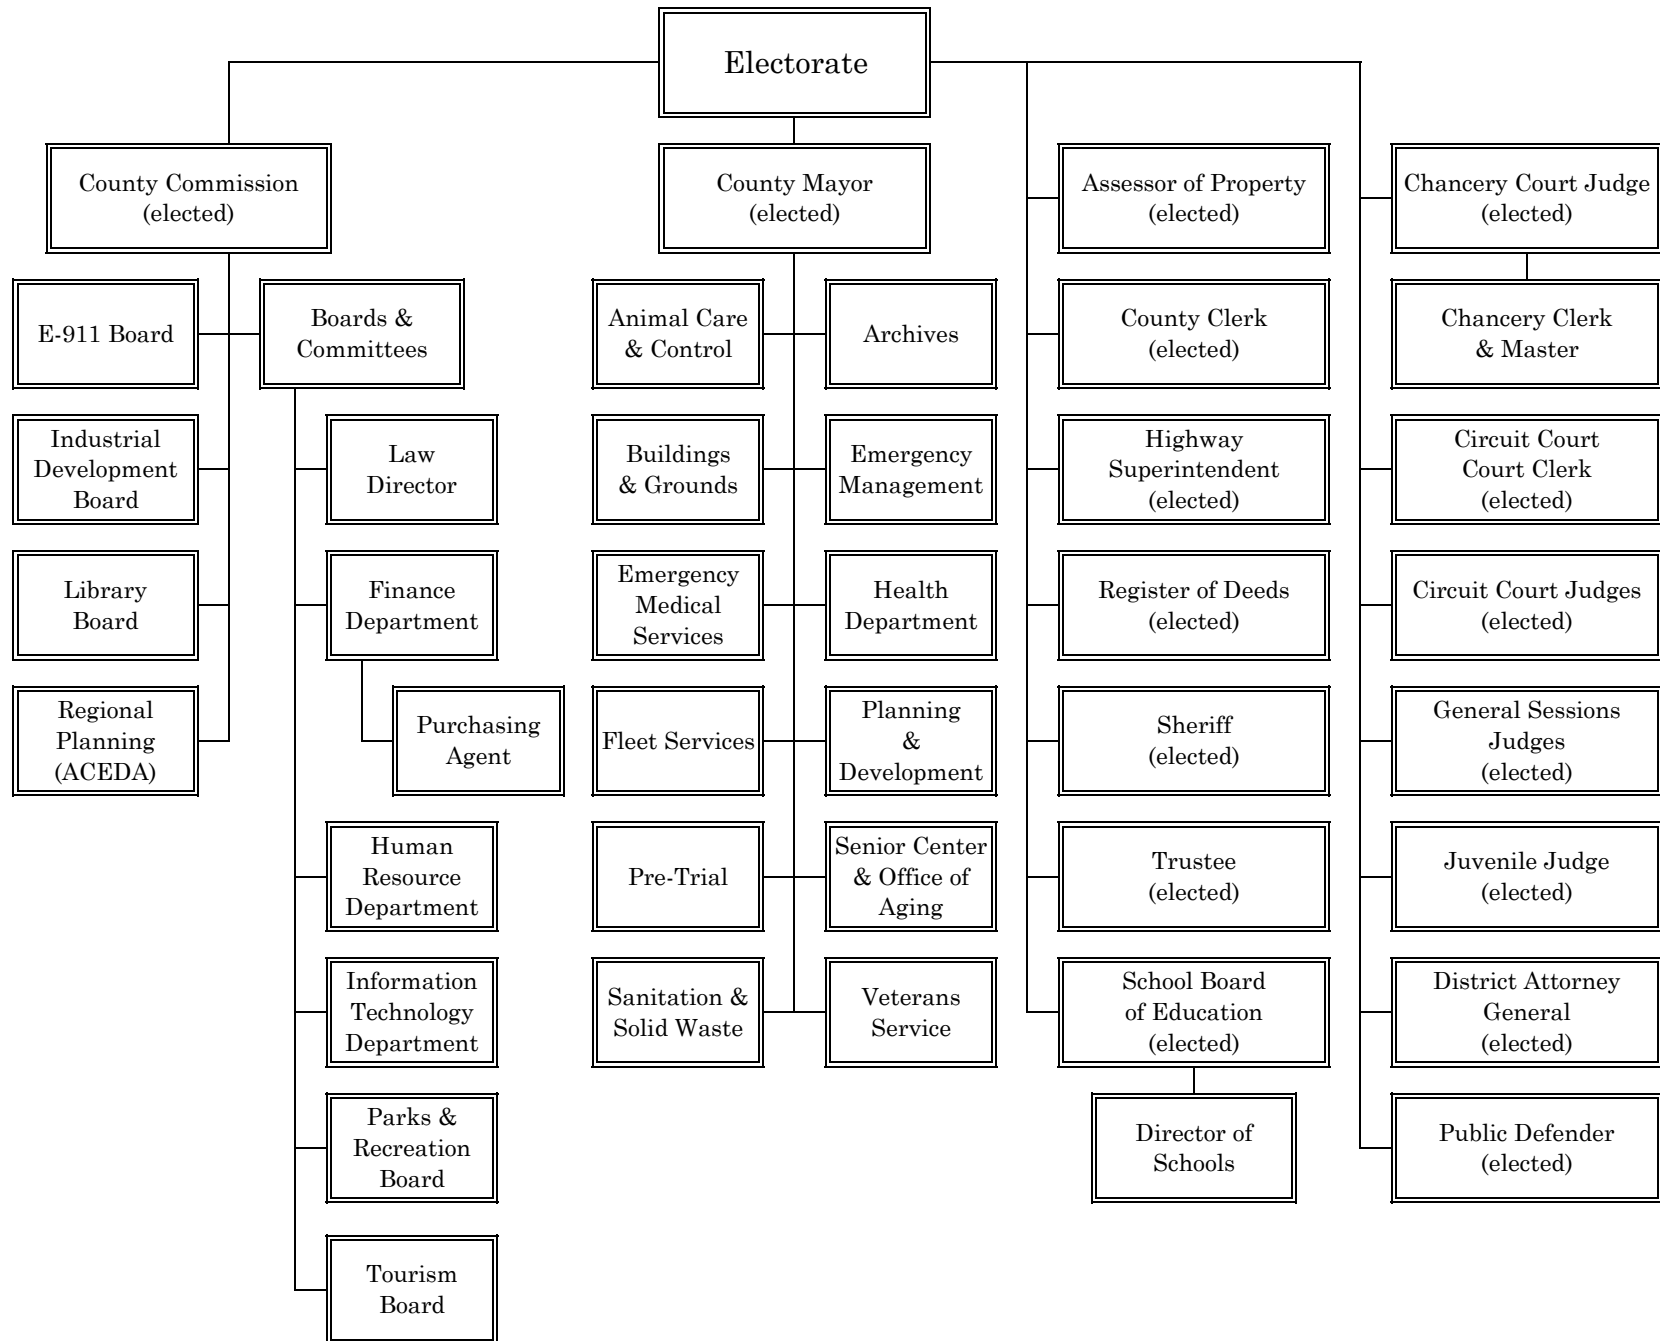 Electorate
County Commission
(elected)
County Mayor
(elected)
Assessor of Property
(elected)
Chancery Court Judge
(elected)
E-911 Board
Boards &
Committees
Animal Care
& Control
Archives
County Clerk
(elected)
Chancery Clerk
& Master
Industrial
Development
Board
Law
Director
Buildings
& Grounds
Emergency
Management
Highway
Superintendent
(elected)
Circuit Court
Court Clerk
(elected)
Library
Board
Finance
Department
Emergency
Medical
Services
Health
Department
Register of Deeds
(elected)
Circuit Court Judges
(elected)
Regional
Planning
(ACEDA)
Purchasing
Agent
Fleet Services
Planning
&
Development
Sheriff
(elected)
General Sessions
Judges
(elected)
Human
Resource
Department
Pre-Trial
Senior Center
& Office of
Aging
Trustee
(elected)
Juvenile Judge
(elected)
Information
Technology
Department
Sanitation &
Solid Waste
Veterans
Service
School Board
of Education
(elected)
District Attorney
General
(elected)
Parks &
Recreation
Board
Director of
Schools
Public Defender
(elected)
Tourism
Board